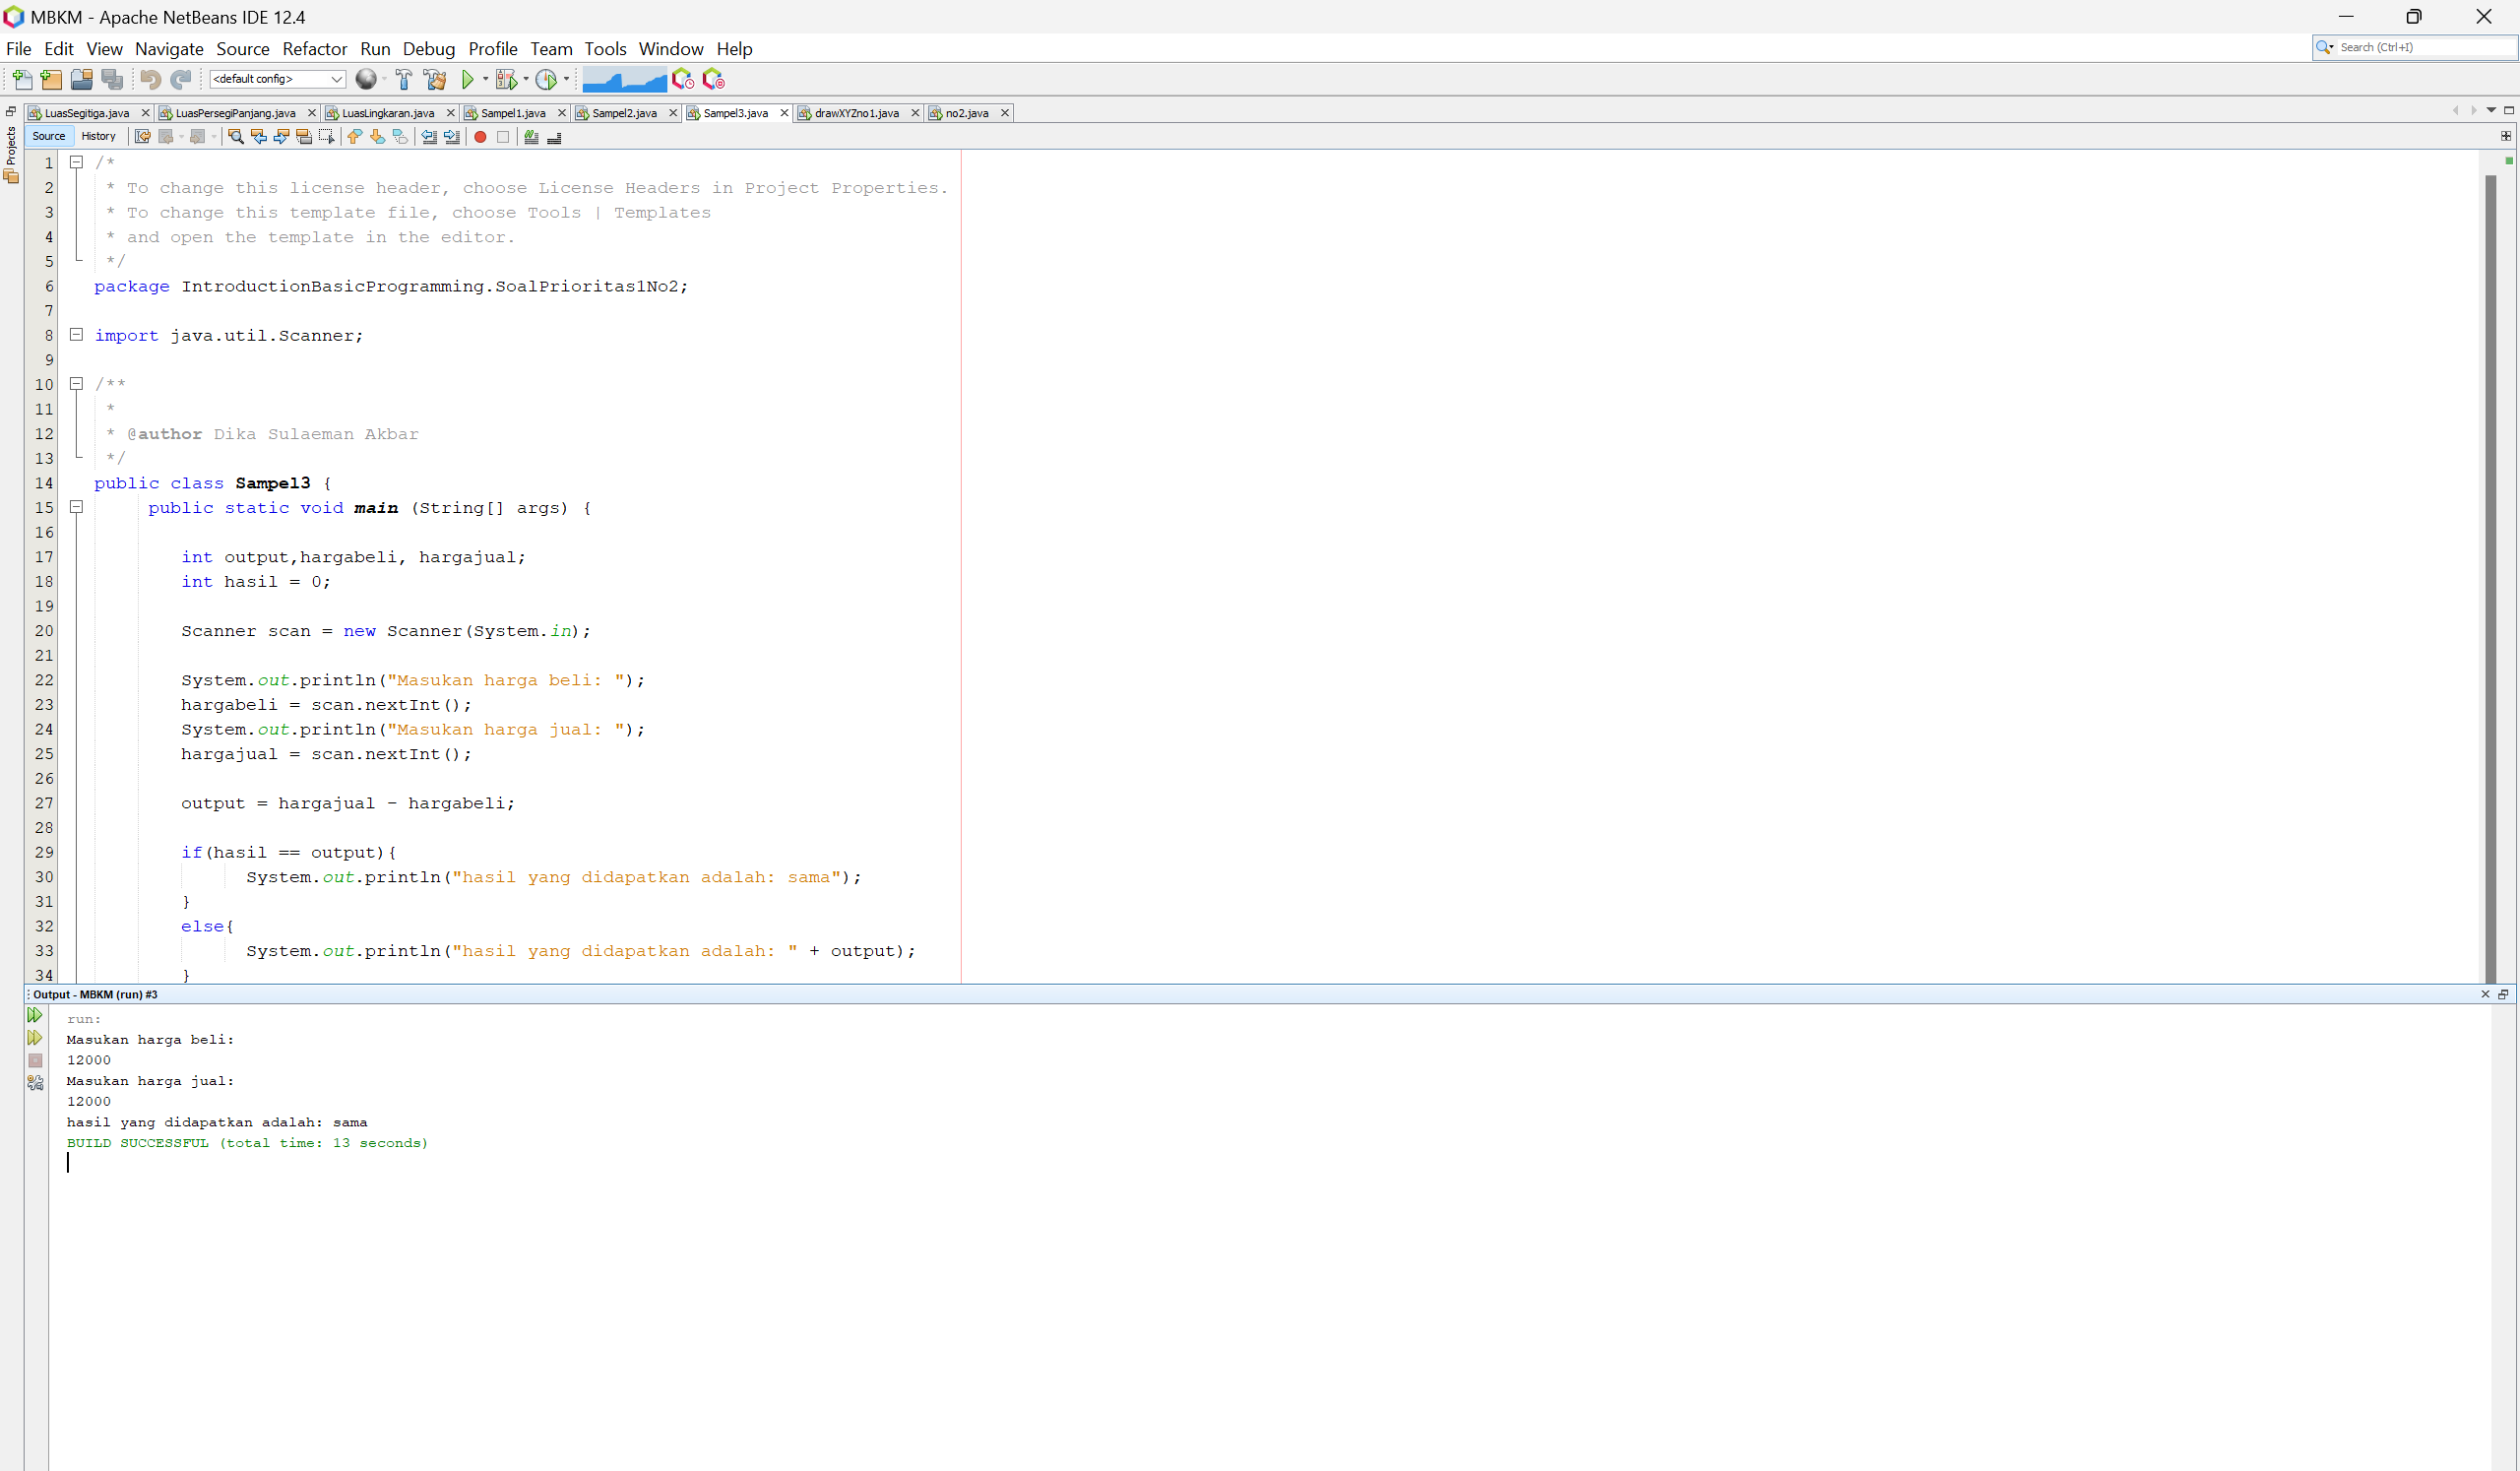 MBKM - Apache NetBeans IDE 12.4
File Edit View Navigate Source Refactor Run Debug Profile Team Tools Window Help
Search (Ctrl+I)
<default config>
LuasSegitiga.java LuasPersegiPanjang.java LuasLingkaran.java Sampel1.java Sampel2.java Sampel3.java drawXYZno1.java no2.java
Projects
Source History
1 /*
2 * To change this license header, choose License Headers in Project Properties.
3 * To change this template file, choose Tools | Templates
4 * and open the template in the editor.
5 */
6 package IntroductionBasicProgramming.SoalPrioritas1No2;
7
8 import java.util.Scanner;
9
10 /**
11 *
12 * @author Dika Sulaeman Akbar
13 */
14 public class Sampel3 {
15 public static void main (String[] args) {
16
17 int output,hargabeli, hargajual;
18 int hasil = 0;
19
20 Scanner scan = new Scanner(System.in);
21
22 System.out.println("Masukan harga beli: ");
23 hargabeli = scan.nextInt();
24 System.out.println("Masukan harga jual: ");
25 hargajual = scan.nextInt();
26
27 output = hargajual - hargabeli;
28
29 if(hasil == output){
30 System.out.println("hasil yang didapatkan adalah: sama");
31 }
32 else{
33 System.out.println("hasil yang didapatkan adalah: " + output);
34 }
Output - MBKM (run) #3
run:
Masukan harga beli:
12000
Masukan harga jual:
12000
hasil yang didapatkan adalah: sama
BUILD SUCCESSFUL (total time: 13 seconds)